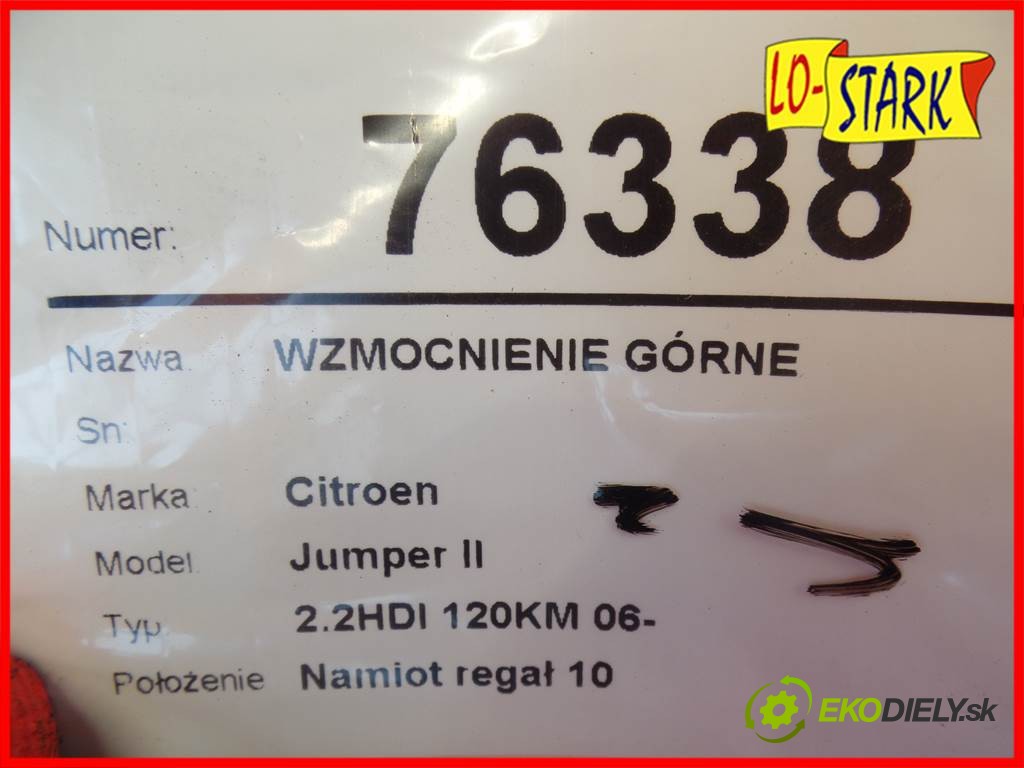 LO-STARK
Numer: 76338
Nazwa WZMOCNIENIE GÓRNE
Sn:
Marka: Citroen
Model Jumper II
Typ 2.2HDI 120KM 06-
Położenie Namiot regał 10
EKODIELY.sk